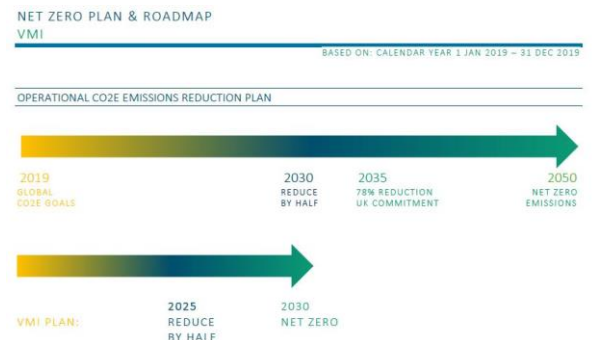 NET ZERO PLAN & ROADMAP
VMI
BASED ON: CALENDAR YEAR 1 JAN 2019 – 31 DEC 2019
OPERATIONAL CO2E EMISSIONS REDUCTION PLAN
2019
GLOBAL
CO2E GOALS
2030
REDUCE
BY HALF
2035
78% REDUCTION
UK COMMITMENT
2050
NET ZERO
EMISSIONS
VMI PLAN:
2025
REDUCE
BY HALF
2030
NET ZERO